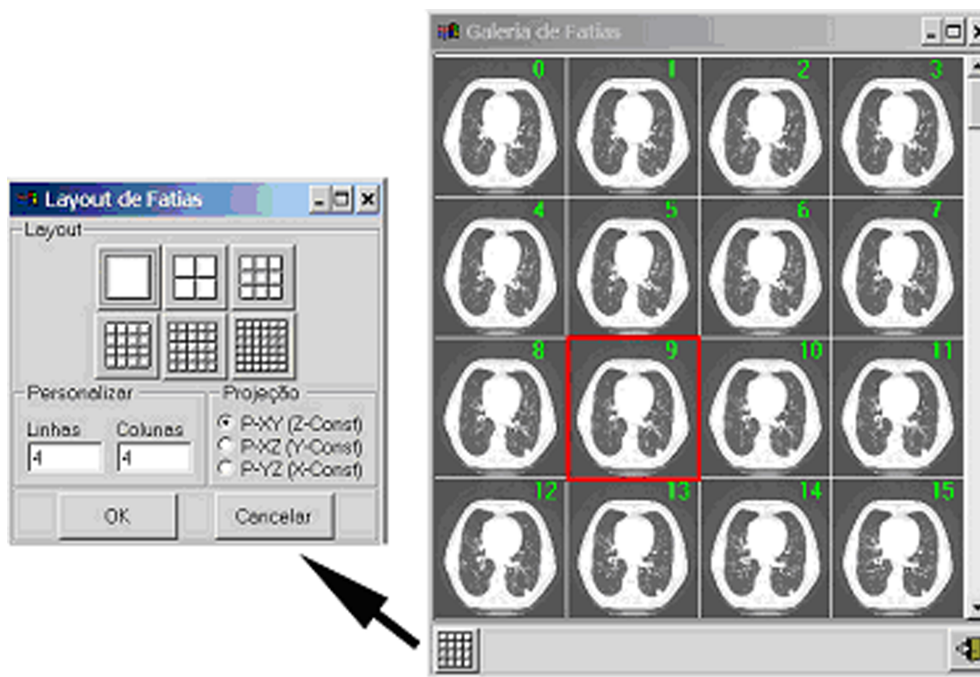 Galeria de Fatias
0 1 2 3
4 5 6 7
8 9 10 11
12 13 14 15
Layout de Fatias
Layout
Personalizar
Linhas Colunas
4 4
Projeção
P-XY (Z-Const)
P-XZ (Y-Const)
P-YZ (X-Const)
OK Cancelar